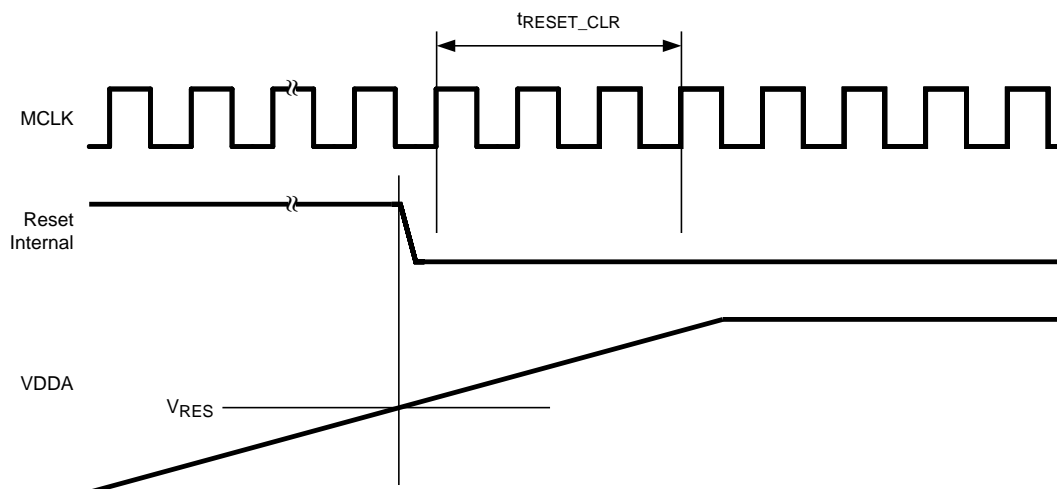 tRESET_CLR
MCLK
Reset
Internal
VDDA
VRES